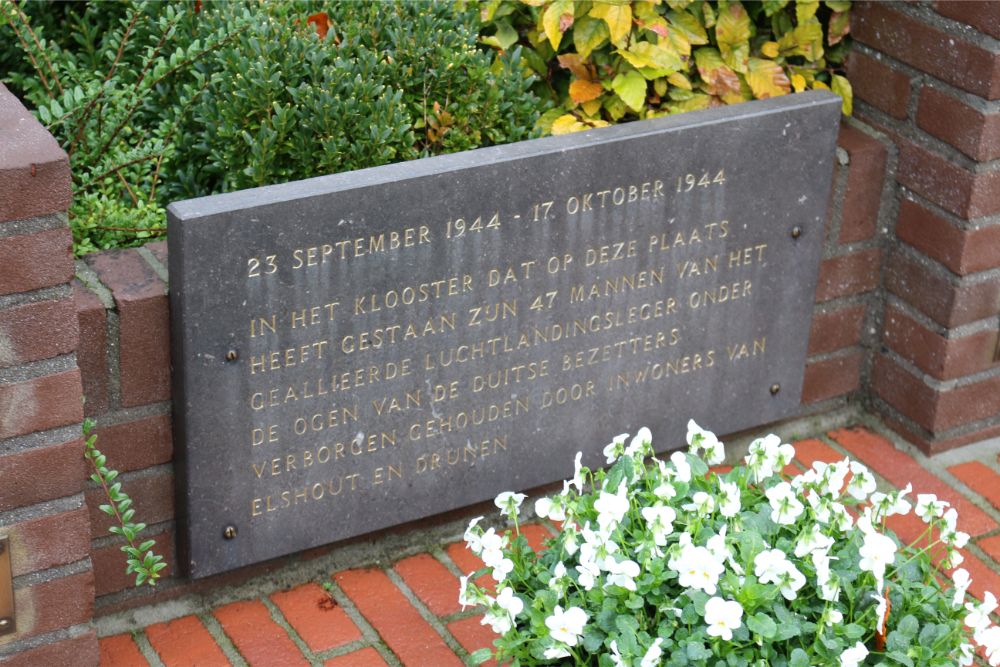 23 SEPTEMBER 1944 - 17 OKTOBER 1944
IN HET KLOOSTER DAT OP DEZE PLAATS
HEEFT GESTAAN ZIJN 47 MANNEN VAN HET
GEALLIEERDE LUCHTLANDINGSLEGER ONDER
DE OGEN VAN DE DUITSE BEZETTERS
VERBORGEN GEHOUDEN DOOR INWONERS VAN
ELSHOUT EN DRUNEN